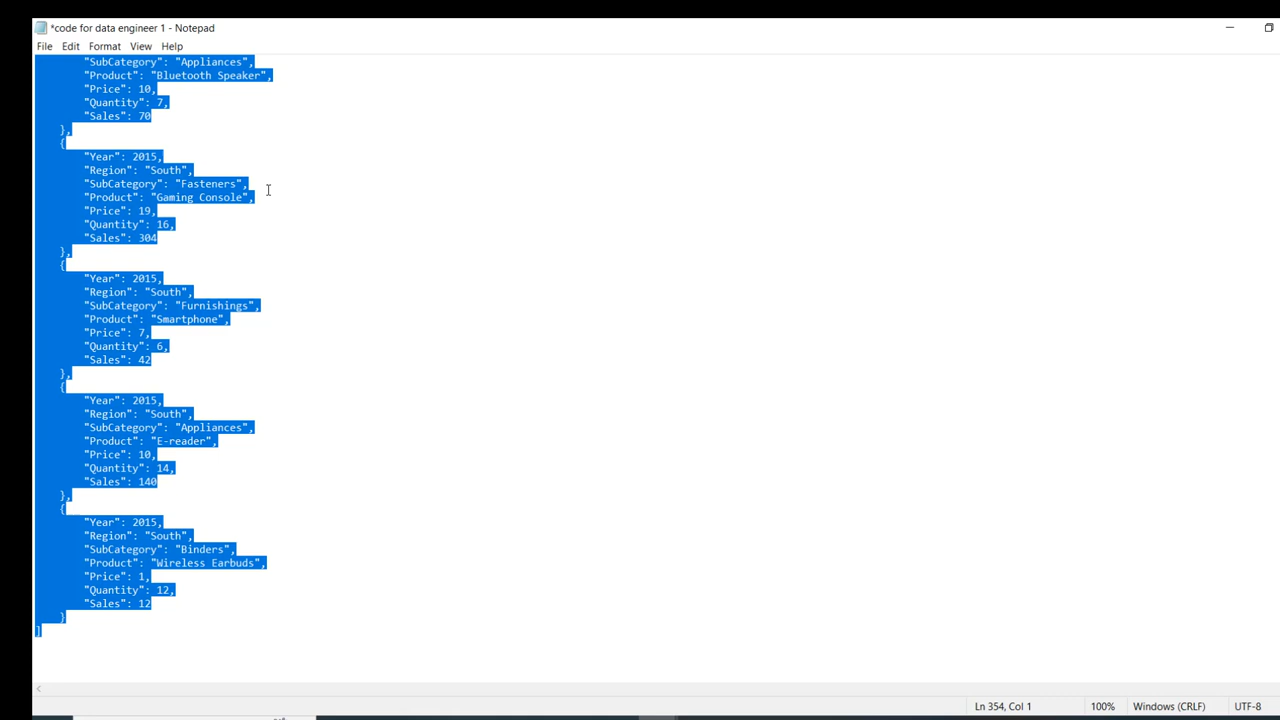 *code for data engineer 1 - Notepad
File Edit Format View Help
"SubCategory": "Appliances",
"Product": "Bluetooth Speaker",
"Price": 10,
"Quantity": 7,
"Sales": 70
},
{
"Year": 2015,
"Region": "South",
"SubCategory": "Fasteners",
"Product": "Gaming Console",
"Price": 19,
"Quantity": 16,
"Sales": 304
},
{
"Year": 2015,
"Region": "South",
"SubCategory": "Furnishings",
"Product": "Smartphone",
"Price": 7,
"Quantity": 6,
"Sales": 42
},
{
"Year": 2015,
"Region": "South",
"SubCategory": "Appliances",
"Product": "E-reader",
"Price": 10,
"Quantity": 14,
"Sales": 140
},
{
"Year": 2015,
"Region": "South",
"SubCategory": "Binders",
"Product": "Wireless Earbuds",
"Price": 1,
"Quantity": 12,
"Sales": 12
}
]
Ln 354, Col 1 100% Windows (CRLF) UTF-8